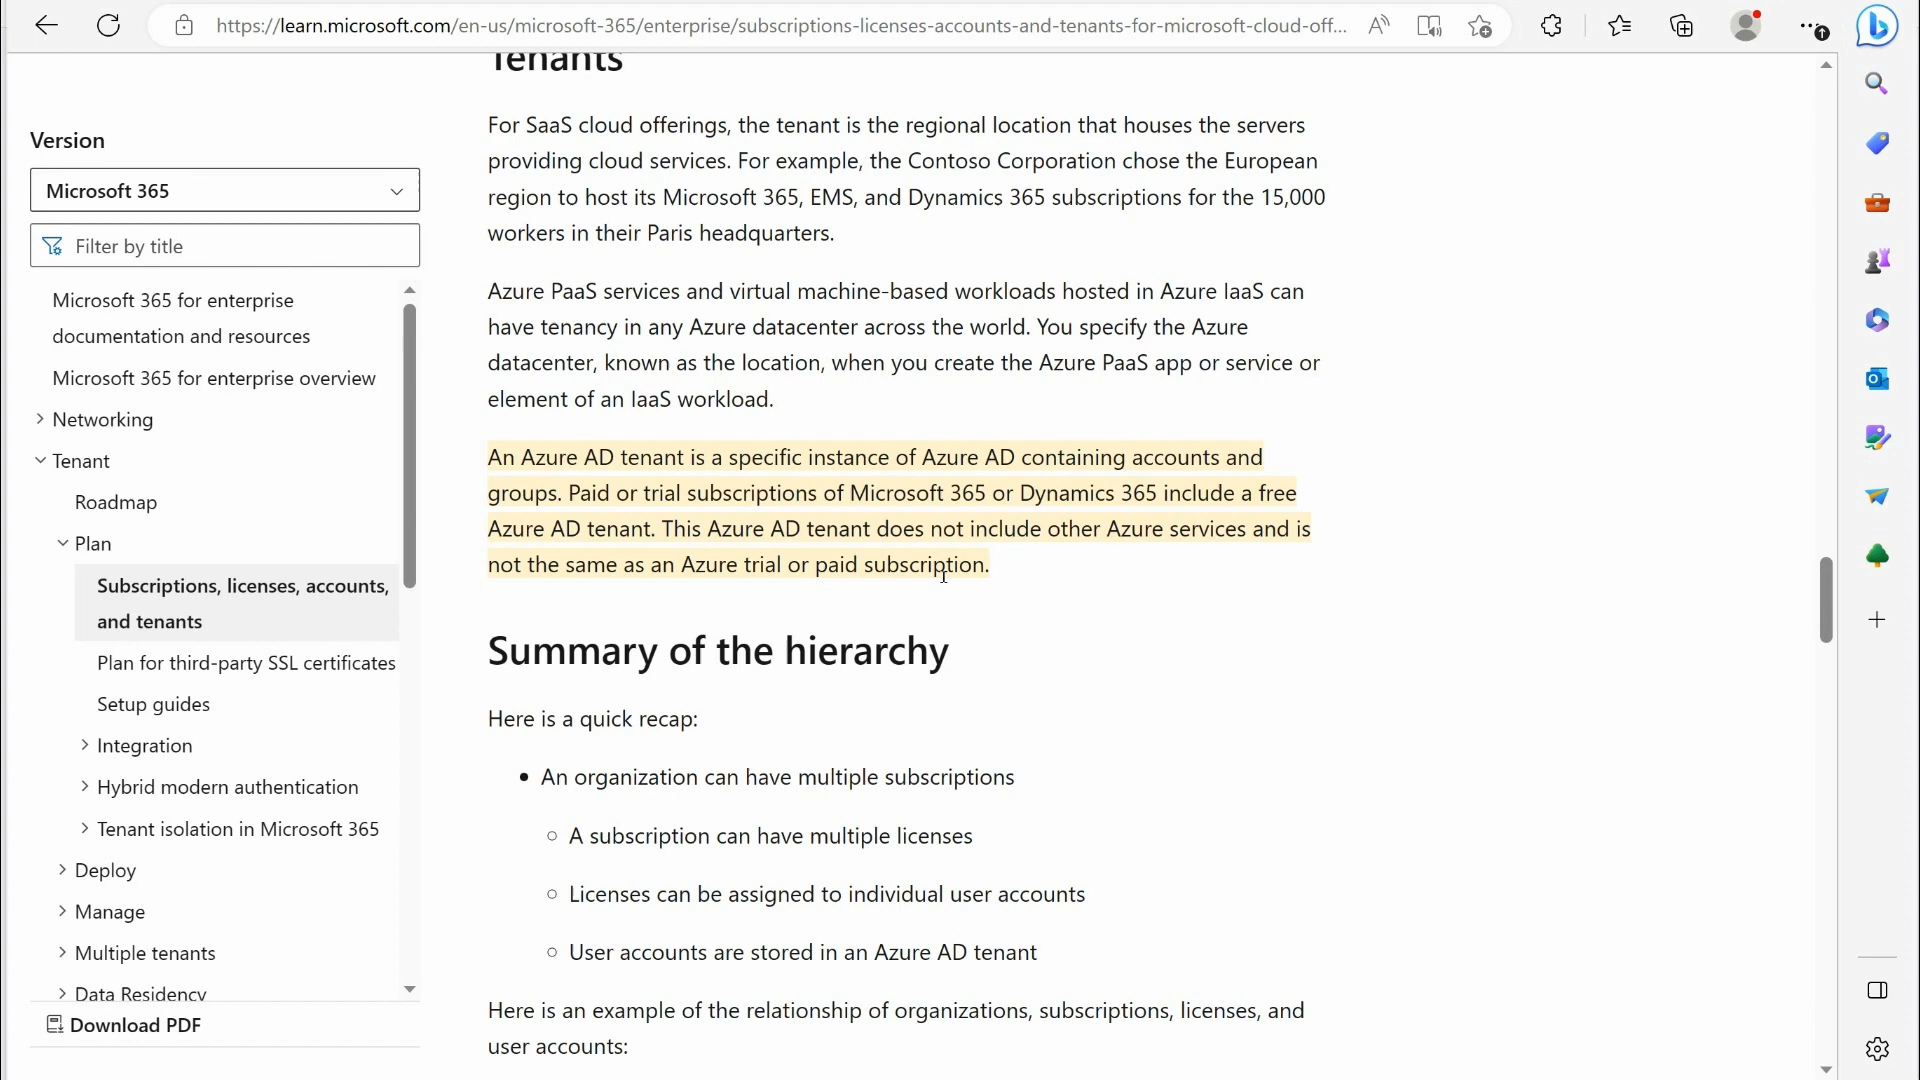 https://learn.microsoft.com/en-us/microsoft-365/enterprise/subscriptions-licenses-accounts-and-tenants-for-microsoft-cloud-off...
Version
Microsoft 365
Filter by title
Microsoft 365 for enterprise
documentation and resources
Microsoft 365 for enterprise overview
Networking
Tenant
Roadmap
Plan
Subscriptions, licenses, accounts,
and tenants
Plan for third-party SSL certificates
Setup guides
Integration
Hybrid modern authentication
Tenant isolation in Microsoft 365
Deploy
Manage
Multiple tenants
Data Residency
Download PDF
Tenants
For SaaS cloud offerings, the tenant is the regional location that houses the servers
providing cloud services. For example, the Contoso Corporation chose the European
region to host its Microsoft 365, EMS, and Dynamics 365 subscriptions for the 15,000
workers in their Paris headquarters.
Azure PaaS services and virtual machine-based workloads hosted in Azure IaaS can
have tenancy in any Azure datacenter across the world. You specify the Azure
datacenter, known as the location, when you create the Azure PaaS app or service or
element of an IaaS workload.
An Azure AD tenant is a specific instance of Azure AD containing accounts and
groups. Paid or trial subscriptions of Microsoft 365 or Dynamics 365 include a free
Azure AD tenant. This Azure AD tenant does not include other Azure services and is
not the same as an Azure trial or paid subscription.
Summary of the hierarchy
Here is a quick recap:
An organization can have multiple subscriptions
A subscription can have multiple licenses
Licenses can be assigned to individual user accounts
User accounts are stored in an Azure AD tenant
Here is an example of the relationship of organizations, subscriptions, licenses, and
user accounts: